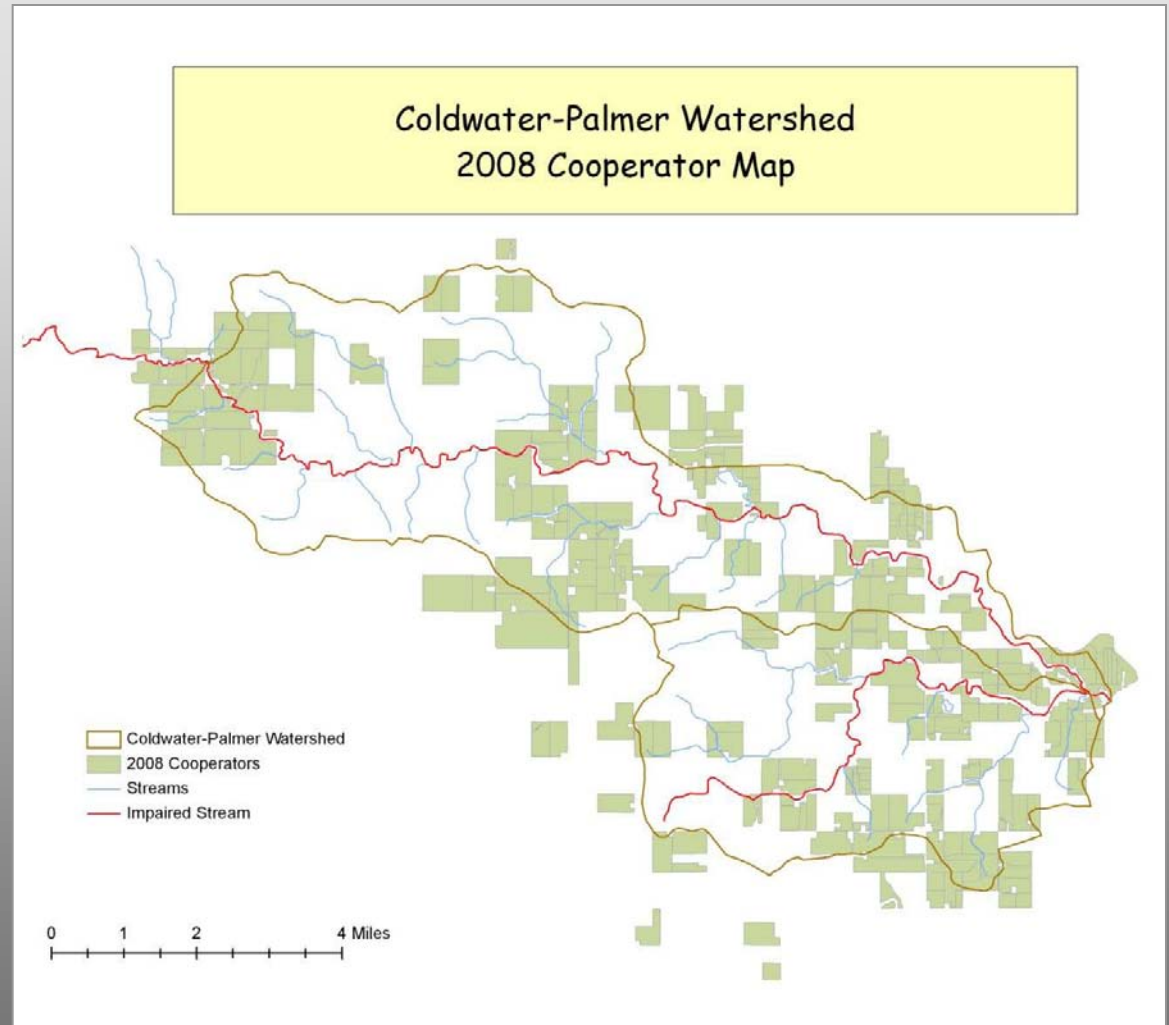 Coldwater-Palmer Watershed
2008 Cooperator Map
Coldwater-Palmer Watershed
2008 Cooperators
Streams
Impaired Stream
0 1 2 4 Miles